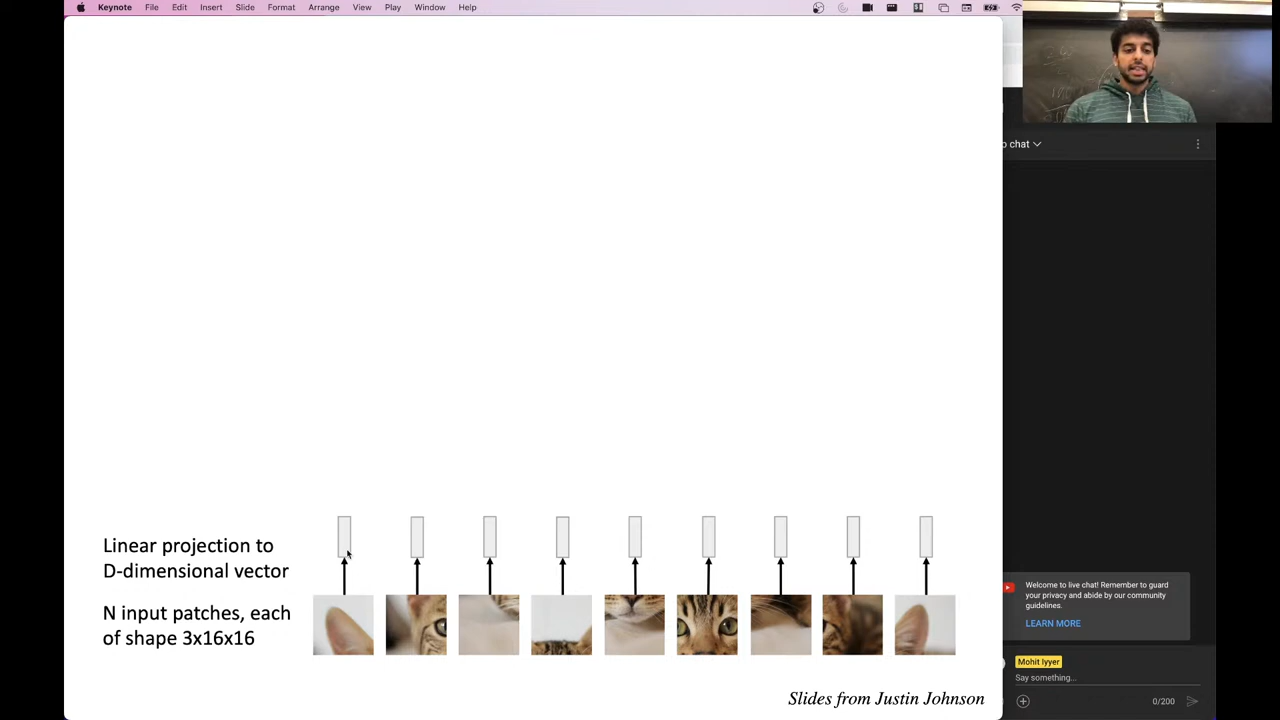 Keynote File Edit Insert Slide Format Arrange View Play Window Help
chat
Linear projection to
D-dimensional vector
N input patches, each
of shape 3x16x16
Slides from Justin Johnson
Welcome to live chat! Remember to guard
your privacy and abide by our community
guidelines.
LEARN MORE
Mohit Iyyer
Say something...
0/200